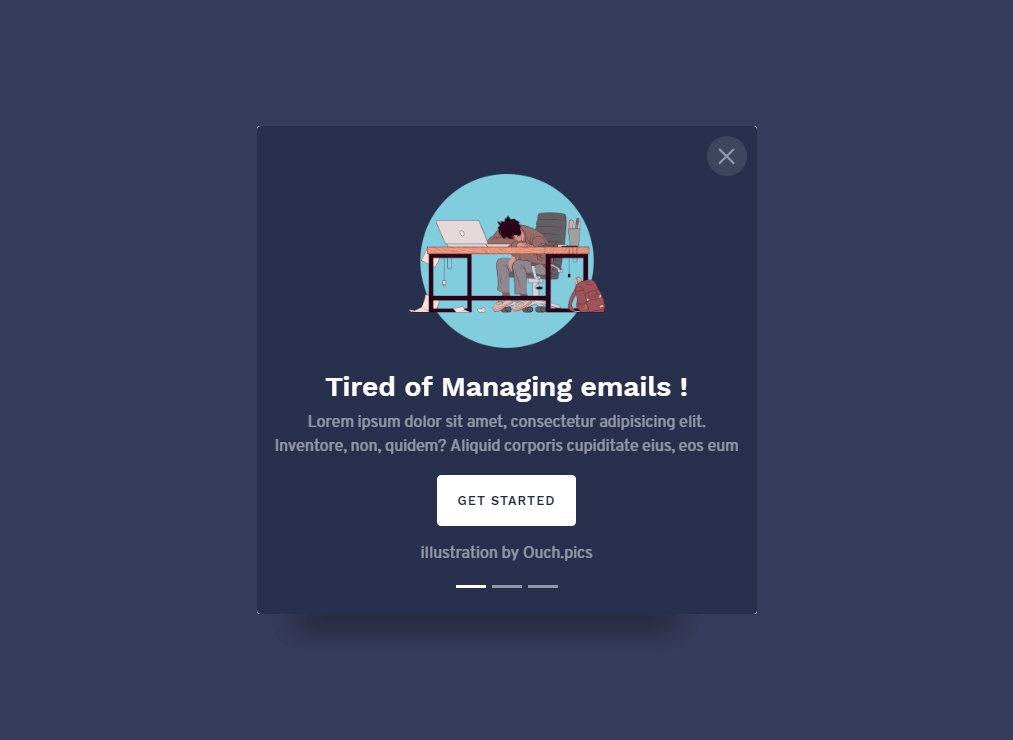 Tired of Managing emails !
Lorem ipsum dolor sit amet, consectetur adipisicing elit.
Inventore, non, quidem? Aliquid corporis cupiditate eius, eos eum
GET STARTED
illustration by Ouch.pics